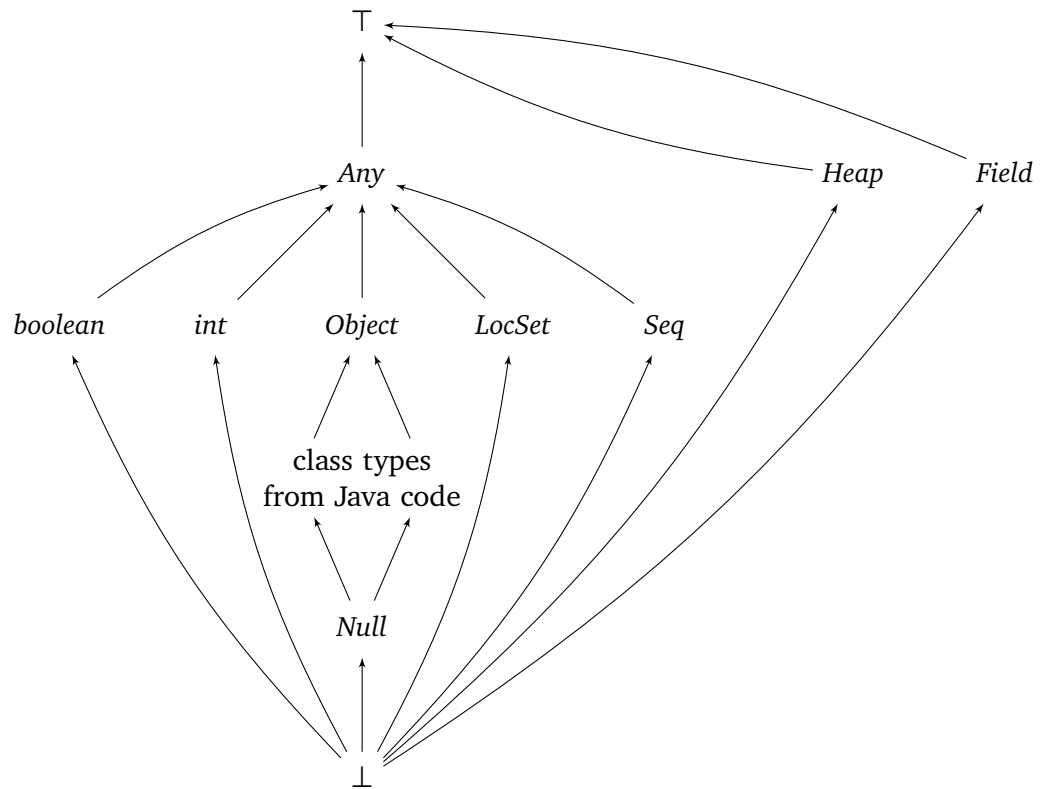 ⊤
Any
Heap
Field
boolean
int
Object
LocSet
Seq
class types
from Java code
Null
⊥